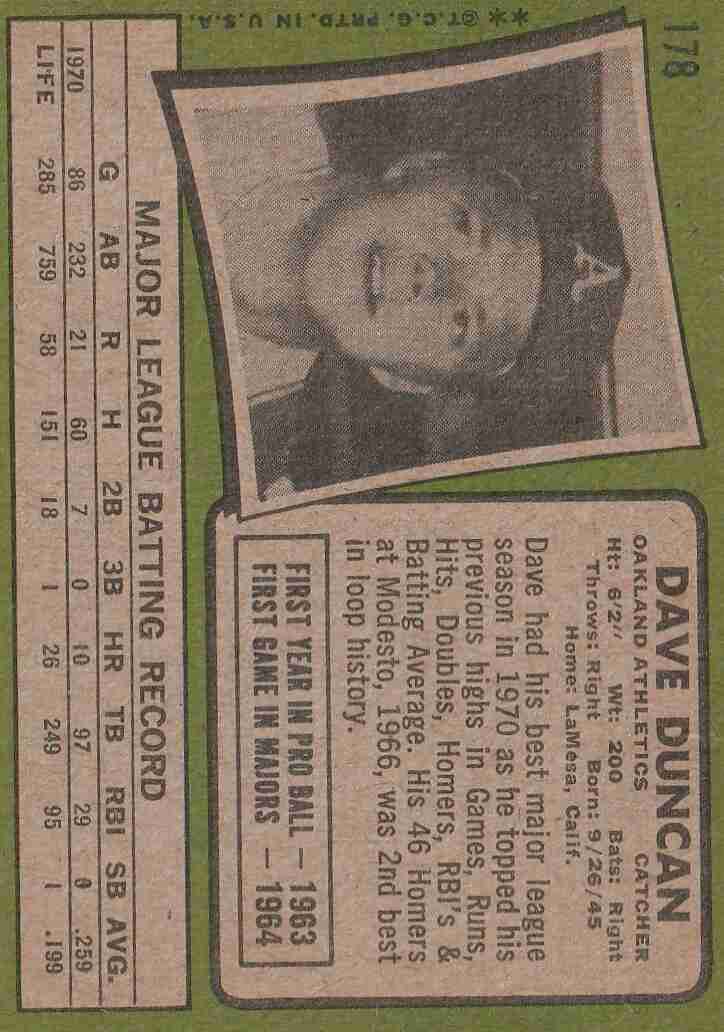 178
A
** ©T.C.G. PRTD. IN U.S.A.
DAVE DUNCAN
OAKLAND ATHLETICS CATCHER
Ht: 6'2" Wt: 200 Bats: Right
Throws: Right Born: 9/26/45
Home: LaMesa, Calif.
Dave had his best major league
season in 1970 as he topped his
previous highs in Games, Runs,
Hits, Doubles, Homers, RBI's &
Batting Average. His 46 Homers
at Modesto, 1966, was 2nd best
in loop history.
FIRST YEAR IN PRO BALL — 1963
FIRST GAME IN MAJORS — 1964
MAJOR LEAGUE BATTING RECORD
G AB R H 2B 3B HR TB RBI SB AVG.
1970 86 232 21 60 7 0 10 97 29 0 .259
LIFE 285 759 58 151 18 1 26 249 95 1 .199